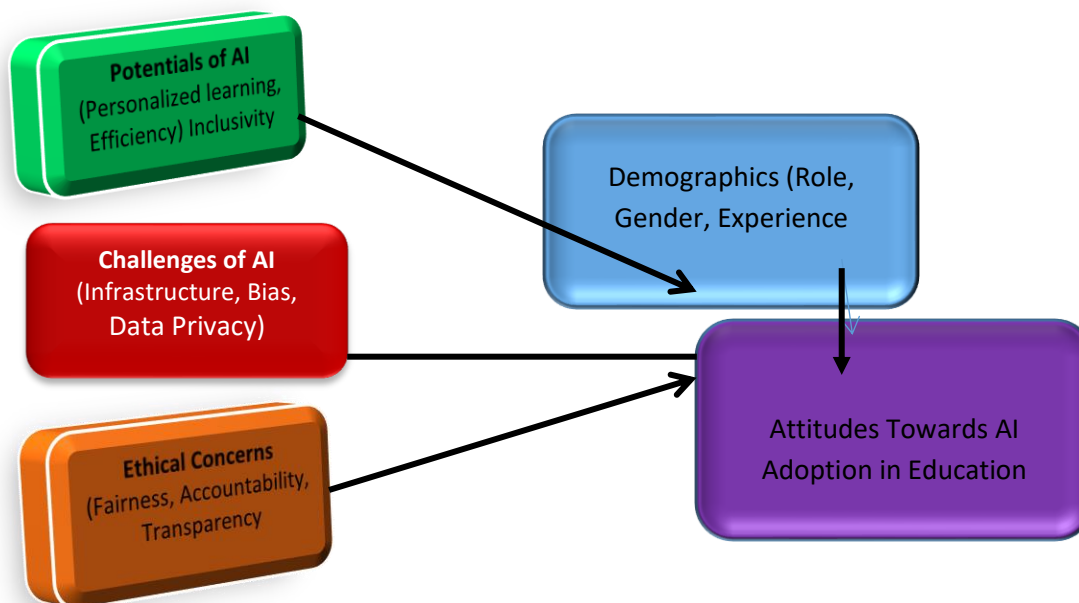 Potentials of AI
(Personalized learning,
Efficiency) Inclusivity
Demographics (Role,
Gender, Experience
Challenges of AI
(Infrastructure, Bias,
Data Privacy)
Attitudes Towards AI
Adoption in Education
Ethical Concerns
(Fairness, Accountability,
Transparency